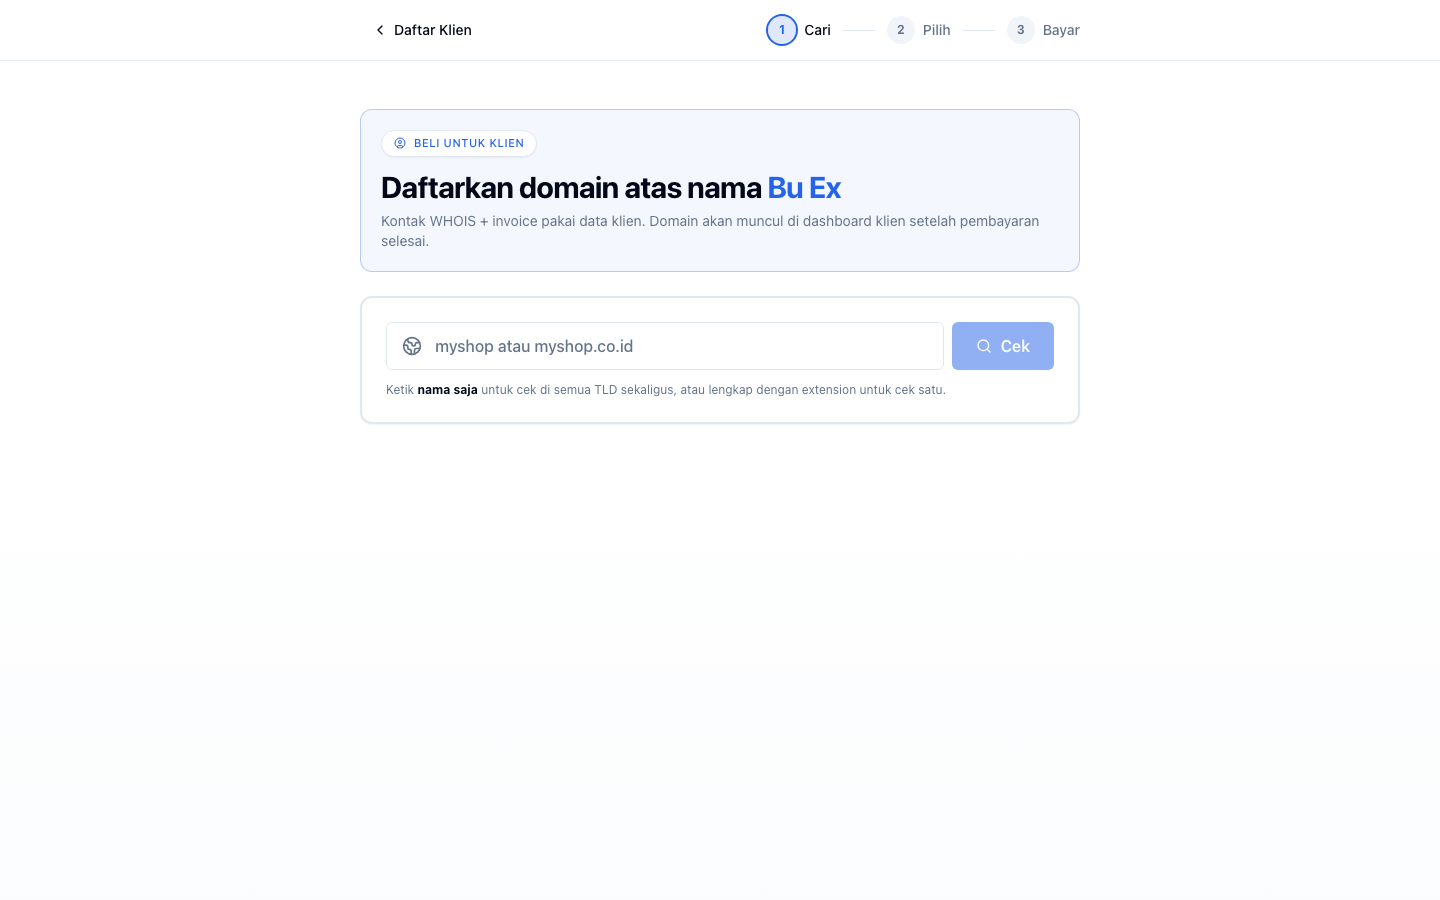 Daftar Klien
1 Cari
2 Pilih
3 Bayar
BELI UNTUK KLIEN
Daftarkan domain atas nama Bu Ex
Kontak WHOIS + invoice pakai data klien. Domain akan muncul di dashboard klien setelah pembayaran
selesai.
myshop atau myshop.co.id
Cek
Ketik nama saja untuk cek di semua TLD sekaligus, atau lengkap dengan extension untuk cek satu.